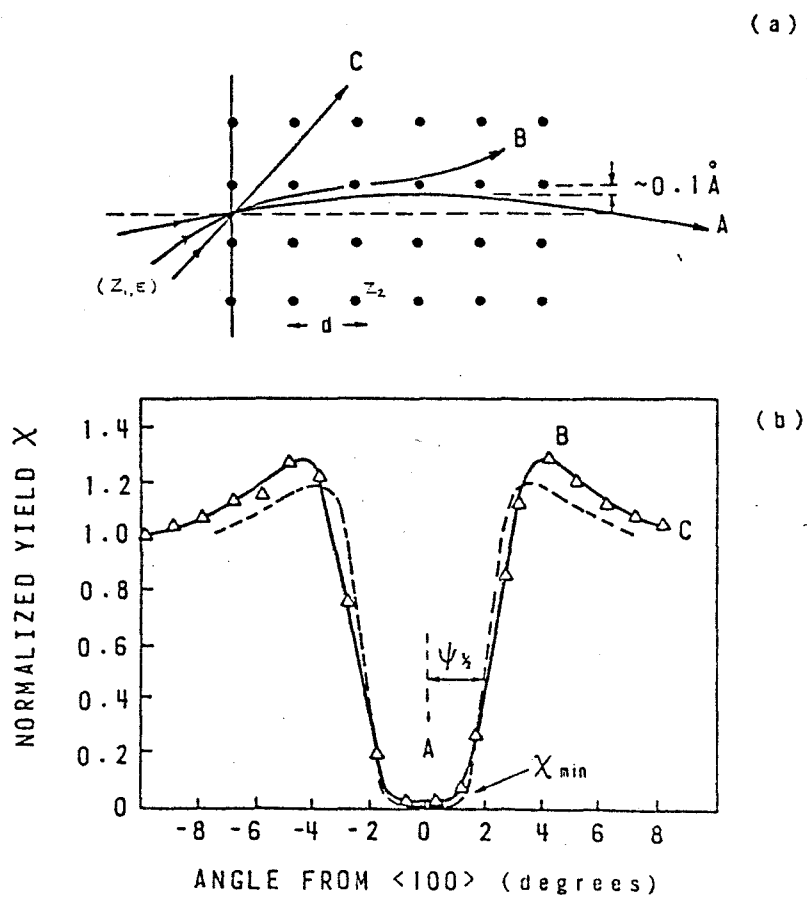 (a)
C
B
~0.1 Å
A
(Z₁,E)
Z₂
d
(b)
NORMALIZED YIELD χ
1.4
1.2
1.0
0.8
0.6
0.4
0.2
0
B
C
ψ½
A
χmin
-8 -6 -4 -2 0 2 4 6 8
ANGLE FROM <100> (degrees)